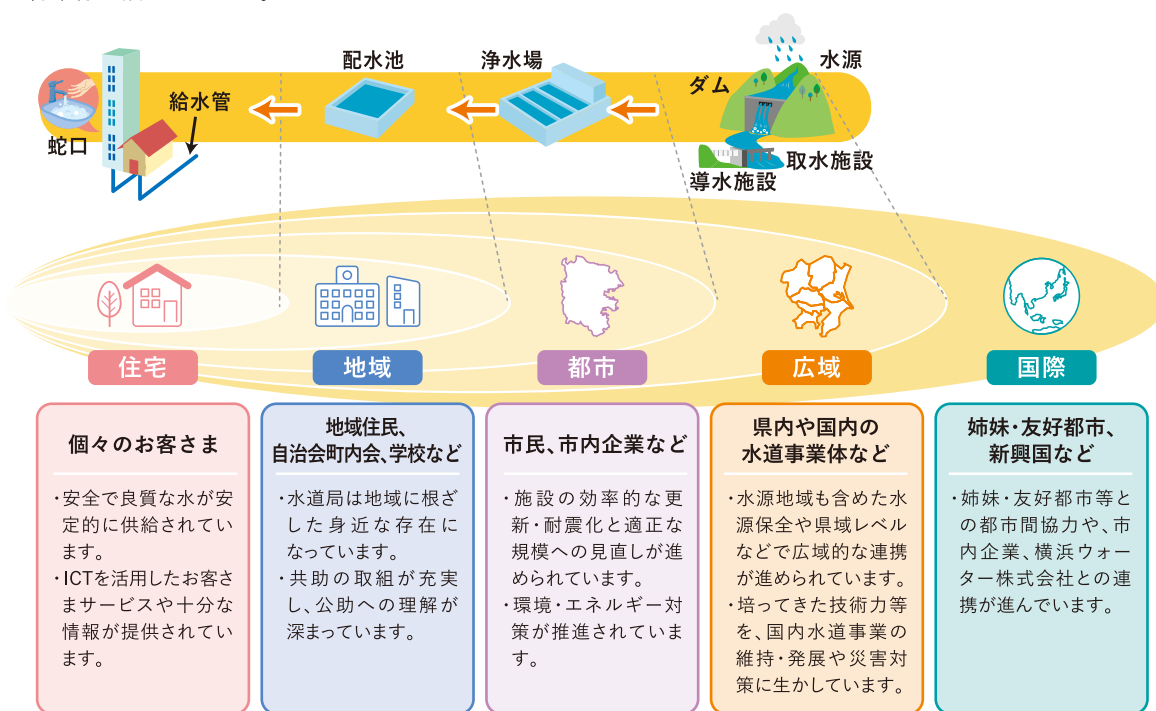 配水池
浄水場
水源
ダム
給水管
蛇口
取水施設
導水施設
住宅
地域
都市
広域
国際
個々のお客さま
・安全で良質な水が安
定的に供給されてい
ます。
・ICTを活用したお客さ
まサービスや十分な
情報が提供されてい
ます。
地域住民、
自治会町内会、学校など
・水道局は地域に根ざ
した身近な存在に
なっています。
・共助の取組が充実
し、公助への理解が
深まっています。
市民、市内企業など
・施設の効率的な更
新・耐震化と適正な
規模への見直しが進
められています。
・環境・エネルギー対
策が推進されていま
す。
県内や国内の
水道事業体など
・水源地域も含めた水
源保全や県域レベル
などで広域的な連携
が進められています。
・培ってきた技術力等
を、国内水道事業の
維持・発展や災害対
策に生かしています。
姉妹・友好都市、
新興国など
・姉妹・友好都市等と
の都市間協力や、市
内企業、横浜ウォー
ター株式会社との連
携が進んでいます。